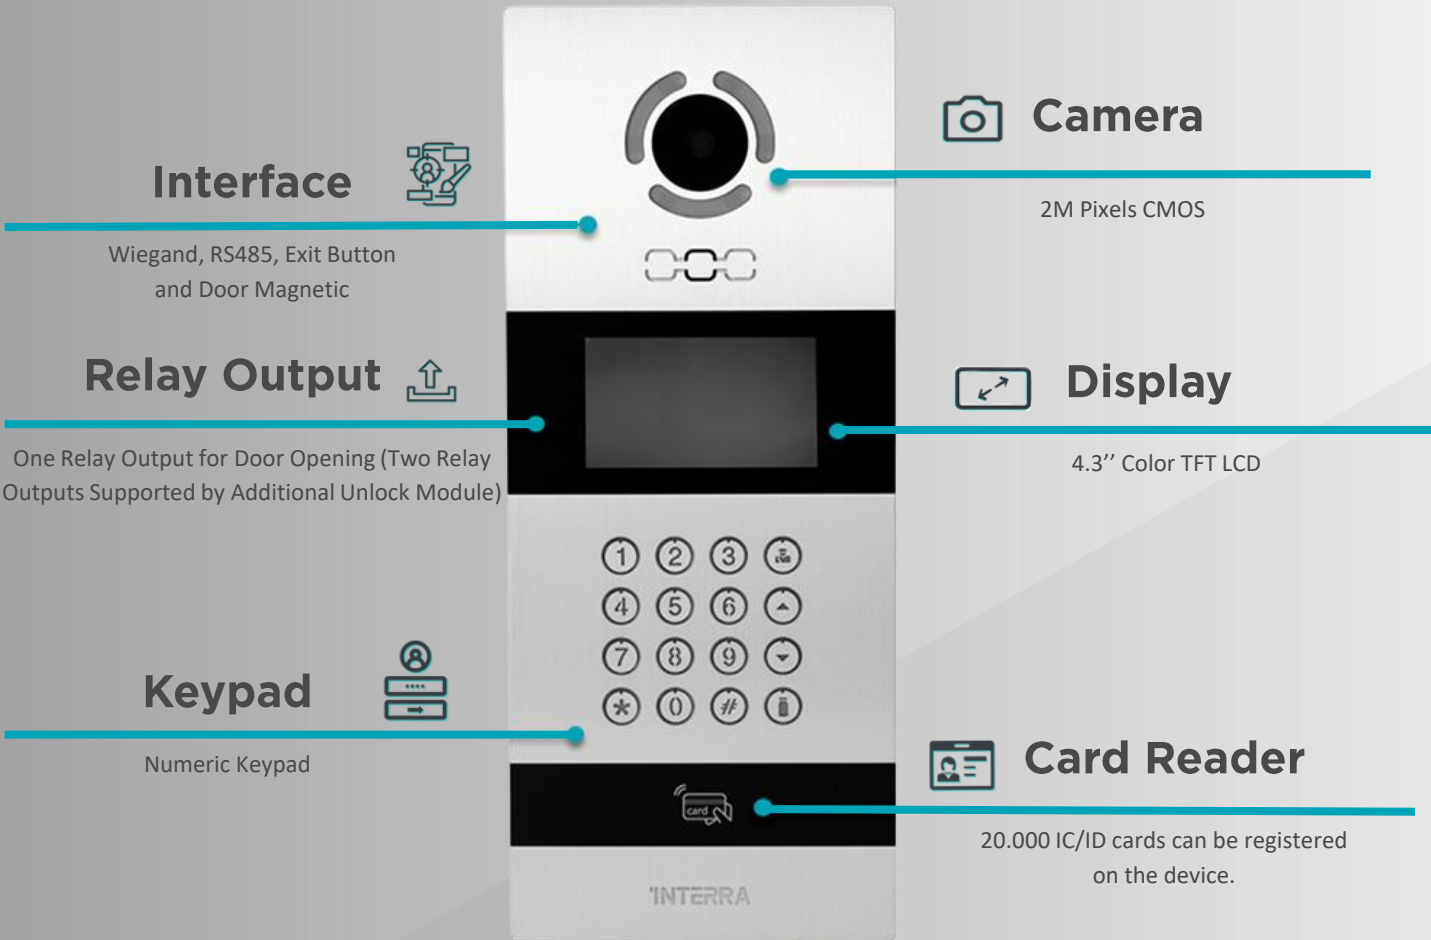 Camera
2M Pixels CMOS
Interface
Wiegand, RS485, Exit Button
and Door Magnetic
Relay Output
One Relay Output for Door Opening (Two Relay
Outputs Supported by Additional Unlock Module)
Display
4.3’’ Color TFT LCD
1 2 3
4 5 6
7 8 9
* 0 #
Keypad
Numeric Keypad
card
Card Reader
20.000 IC/ID cards can be registered
on the device.
INTERRA